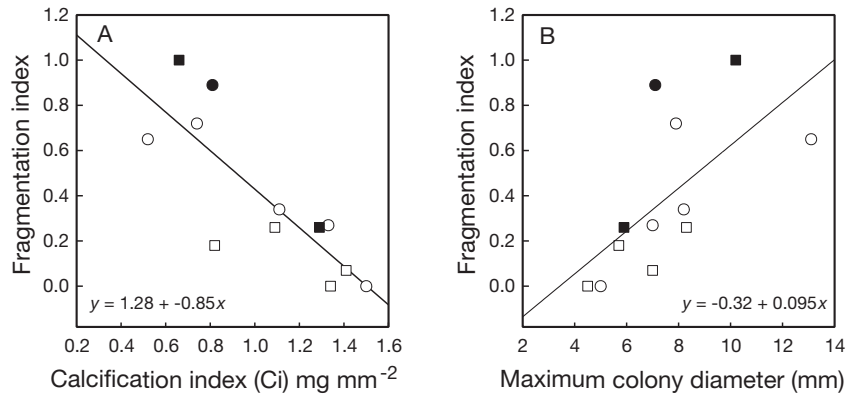 A
Fragmentation index
1.2
1.0
0.8
0.6
0.4
0.2
0.0
y = 1.28 + -0.85x
0.2 0.4 0.6 0.8 1.0 1.2 1.4 1.6
Calcification index (Ci) mg mm⁻²
B
Fragmentation index
1.2
1.0
0.8
0.6
0.4
0.2
0.0
y = -0.32 + 0.095x
2 4 6 8 10 12 14
Maximum colony diameter (mm)